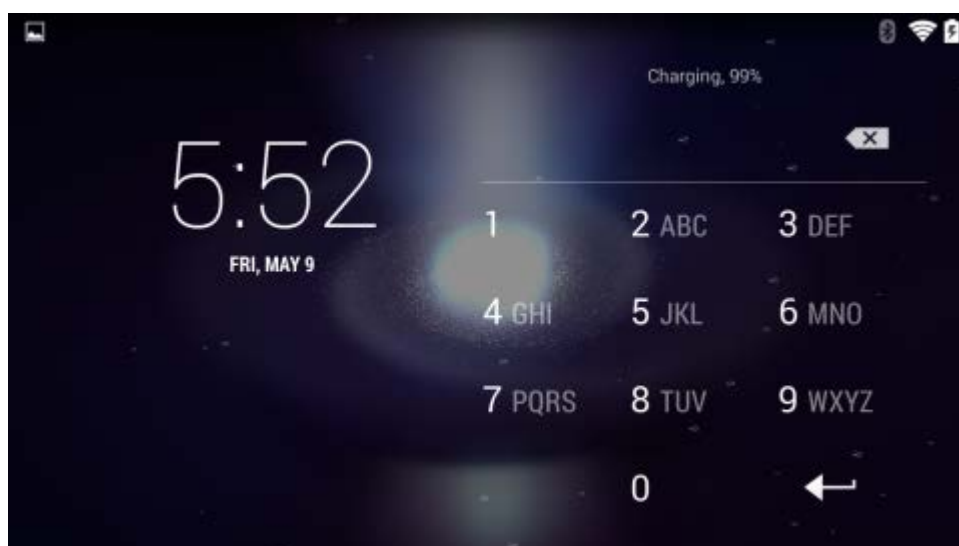 Charging, 99%
5:52
FRI, MAY 9
1
2 ABC
3 DEF
4 GHI
5 JKL
6 MNO
7 PQRS
8 TUV
9 WXYZ
0